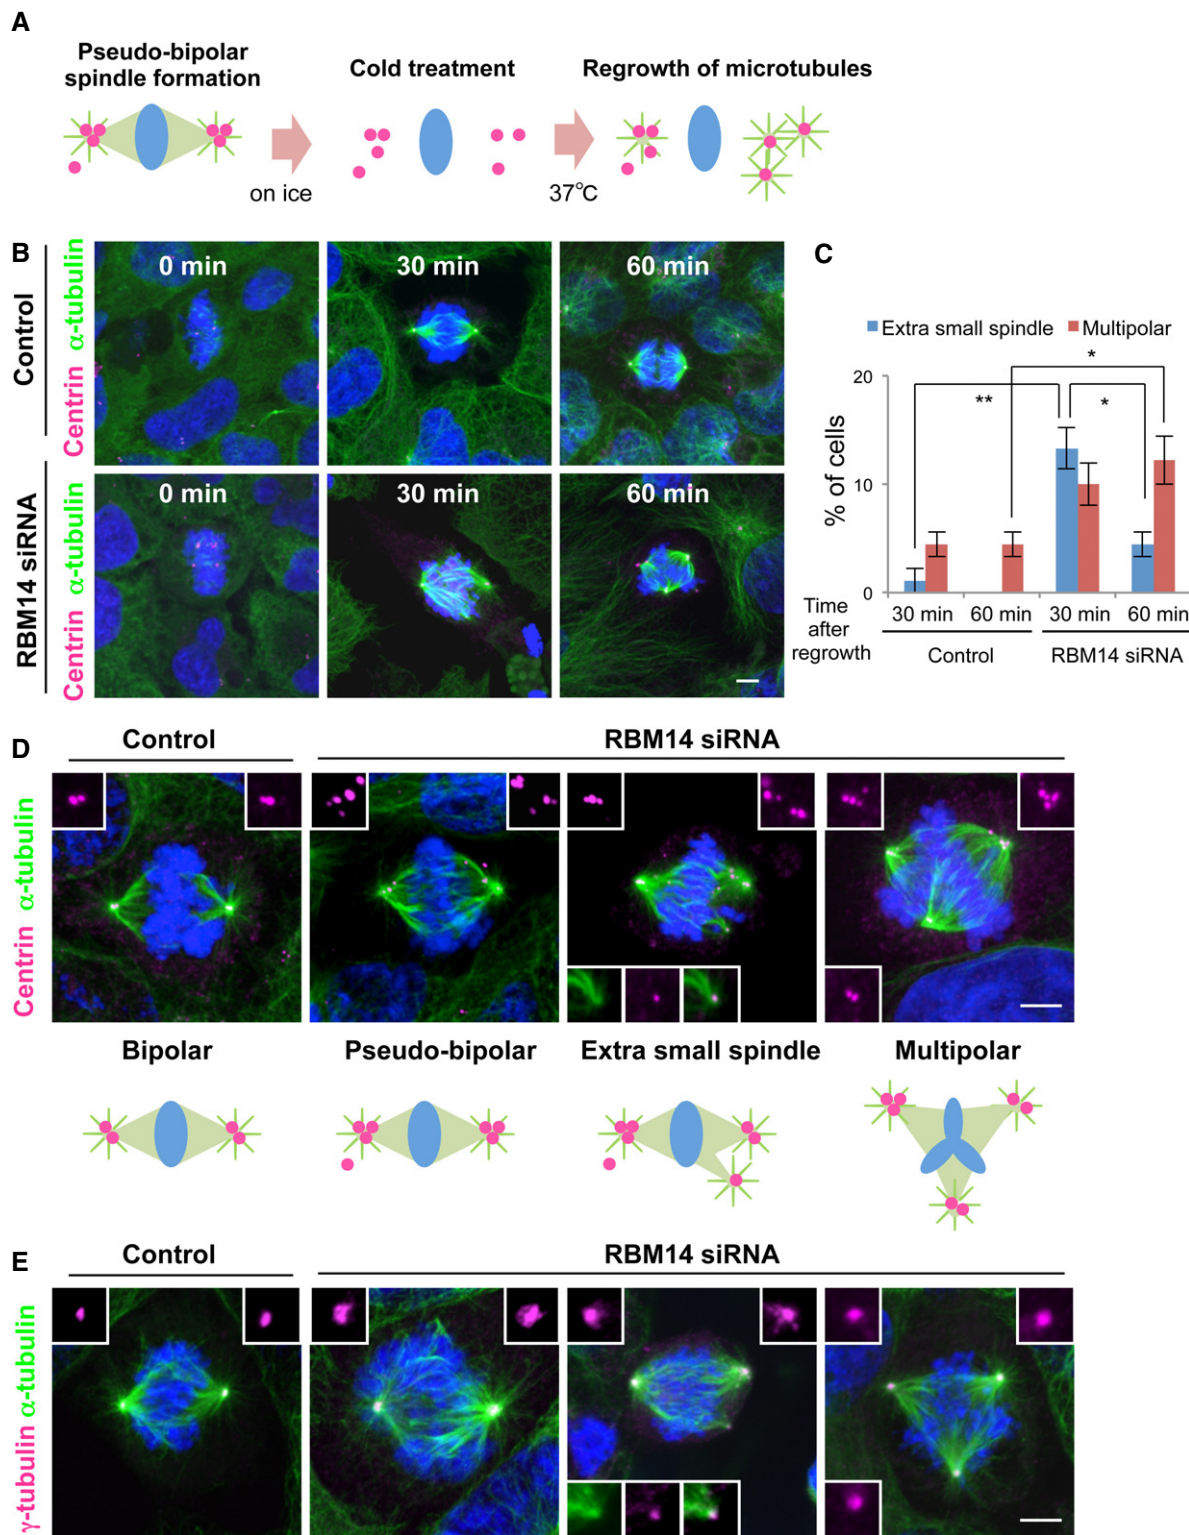 A
Pseudo-bipolar
spindle formation
Cold treatment
Regrowth of microtubules
on ice
37°C
B
Control
Centrin α-tubulin
0 min
30 min
60 min
RBM14 siRNA
Centrin α-tubulin
0 min
30 min
60 min
C
Extra small spindle
Multipolar
% of cells
20
10
0
**
*
*
Time
after
regrowth
30 min
60 min
30 min
60 min
Control
RBM14 siRNA
D
Control
RBM14 siRNA
Centrin α-tubulin
Bipolar
Pseudo-bipolar
Extra small spindle
Multipolar
E
Control
RBM14 siRNA
γ-tubulin α-tubulin